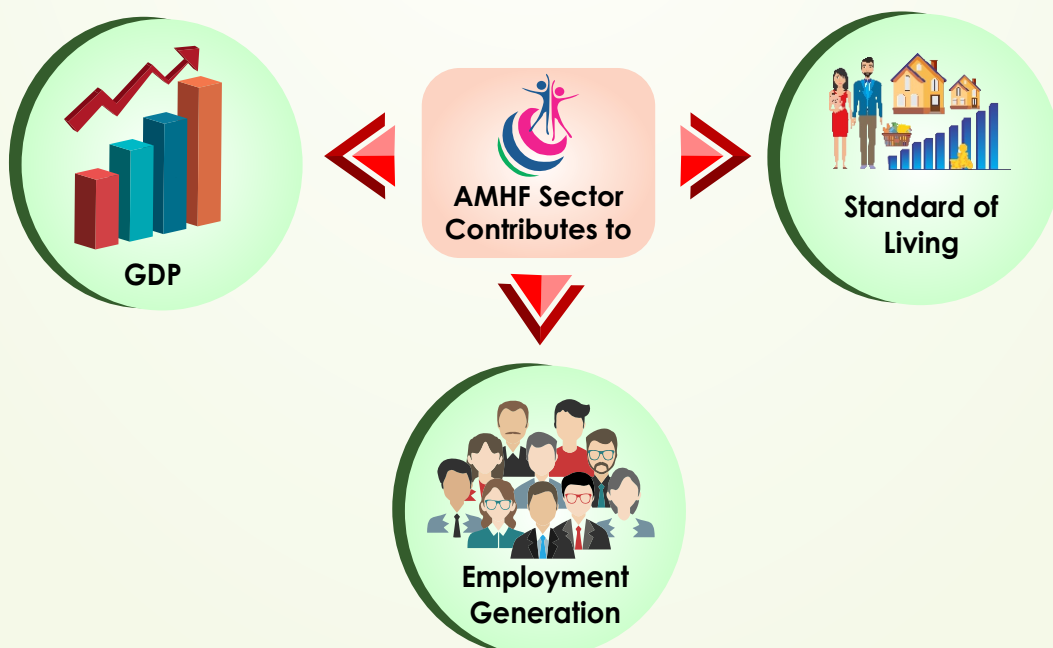 AMHF Sector
Contributes to
GDP
Standard of
Living
Employment
Generation